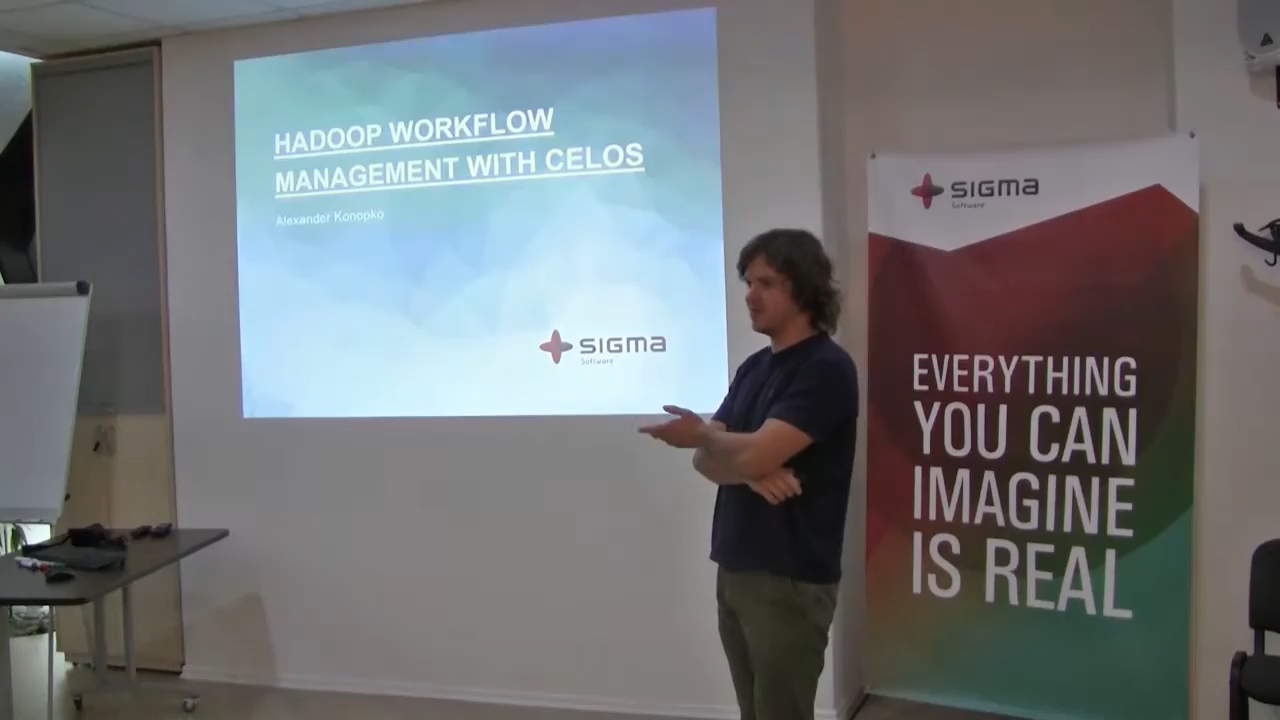 HADOOP WORKFLOW
MANAGEMENT WITH CELOS
Alexander Konopko
SIGMA
Software
SIGMA
Software
EVERYTHING
YOU CAN
IMAGINE
IS REAL